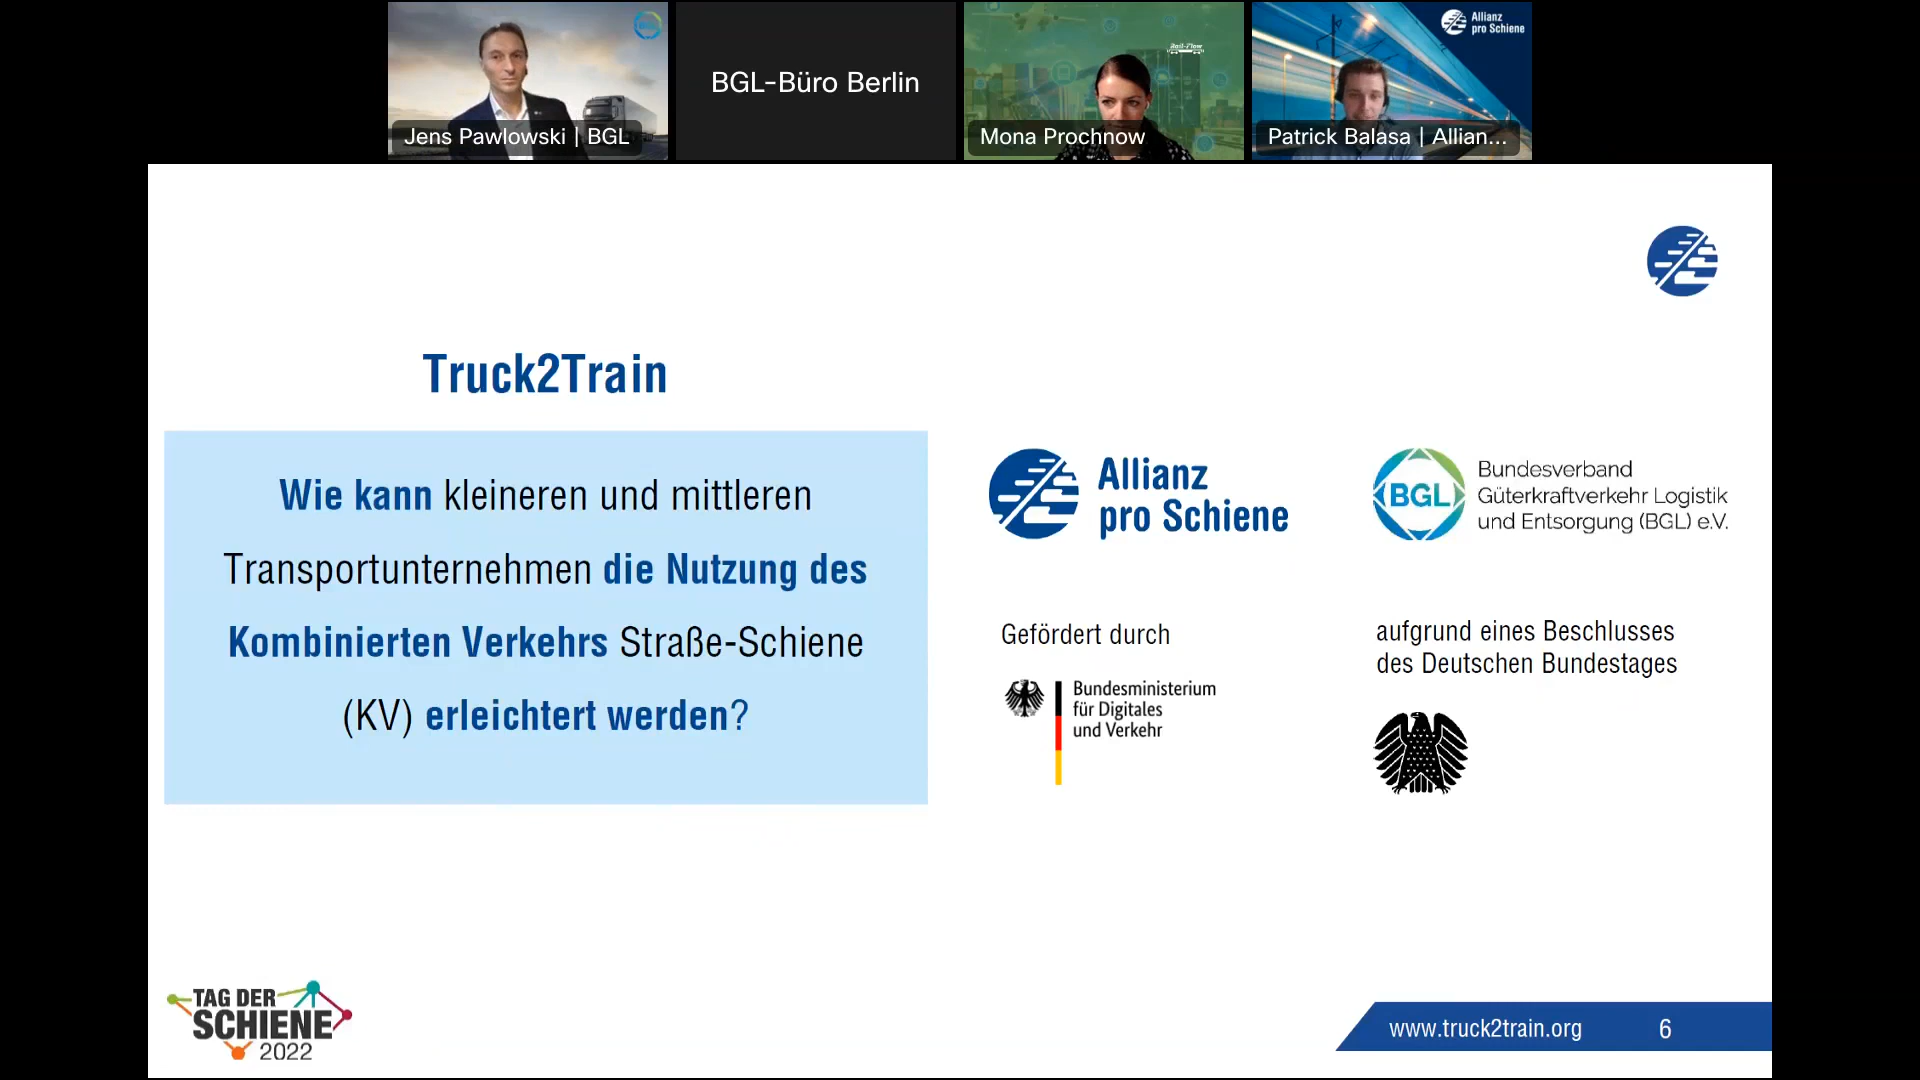 Allianz
pro Schiene
Rail-Flow
BGL-Büro Berlin
Jens Pawlowski | BGL
Mona Prochnow
Patrick Balasa | Allian...
Truck2Train
Wie kann kleineren und mittleren
Transportunternehmen die Nutzung des
Kombinierten Verkehrs Straße-Schiene
(KV) erleichtert werden?
Allianz
pro Schiene
BGL
Bundesverband
Güterkraftverkehr Logistik
und Entsorgung (BGL) e.V.
Gefördert durch
Bundesministerium
für Digitales
und Verkehr
aufgrund eines Beschlusses
des Deutschen Bundestages
TAG DER
SCHIENE
2022
www.truck2train.org
6